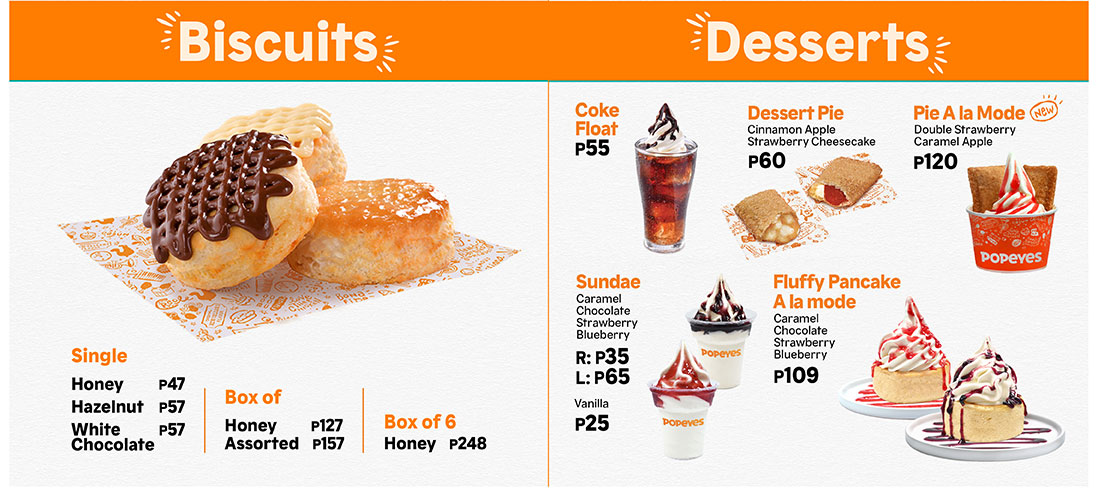 Biscuits
Desserts
Single
Honey P47
Hazelnut P57
White P57
Chocolate
Box of
Honey P127
Assorted P157
Box of 6
Honey P248
Coke
Float
P55
Dessert Pie
Cinnamon Apple
Strawberry Cheesecake
P60
Pie A la Mode NEW
Double Strawberry
Caramel Apple
P120
POPEYES
Sundae
Caramel
Chocolate
Strawberry
Blueberry
R: P35
L: P65
Vanilla
P25
POPEYES
POPEYES
Fluffy Pancake
A la mode
Caramel
Chocolate
Strawberry
Blueberry
P109